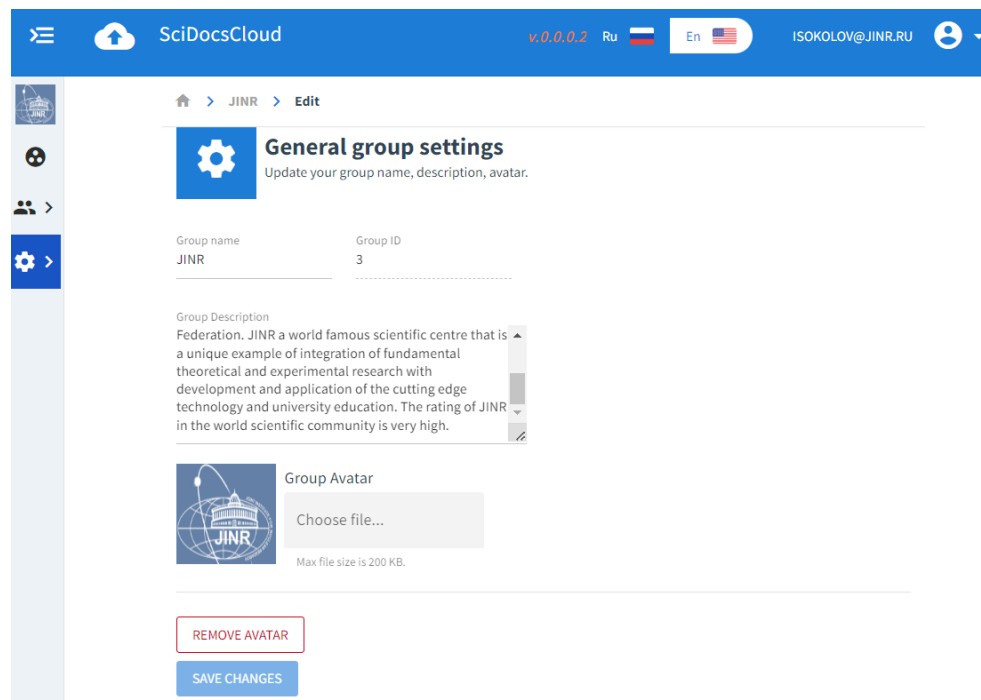 SciDocsCloud
v.0.0.0.2 Ru En ISOKOLOV@JINR.RU
JINR
JINR Edit
General group settings
Update your group name, description, avatar.
Group name Group ID
JINR 3
Group Description
Federation. JINR a world famous scientific centre that is
a unique example of integration of fundamental
theoretical and experimental research with
development and application of the cutting edge
technology and university education. The rating of JINR
in the world scientific community is very high.
JINR
Group Avatar
Choose file...
Max file size is 200 KB.
REMOVE AVATAR
SAVE CHANGES